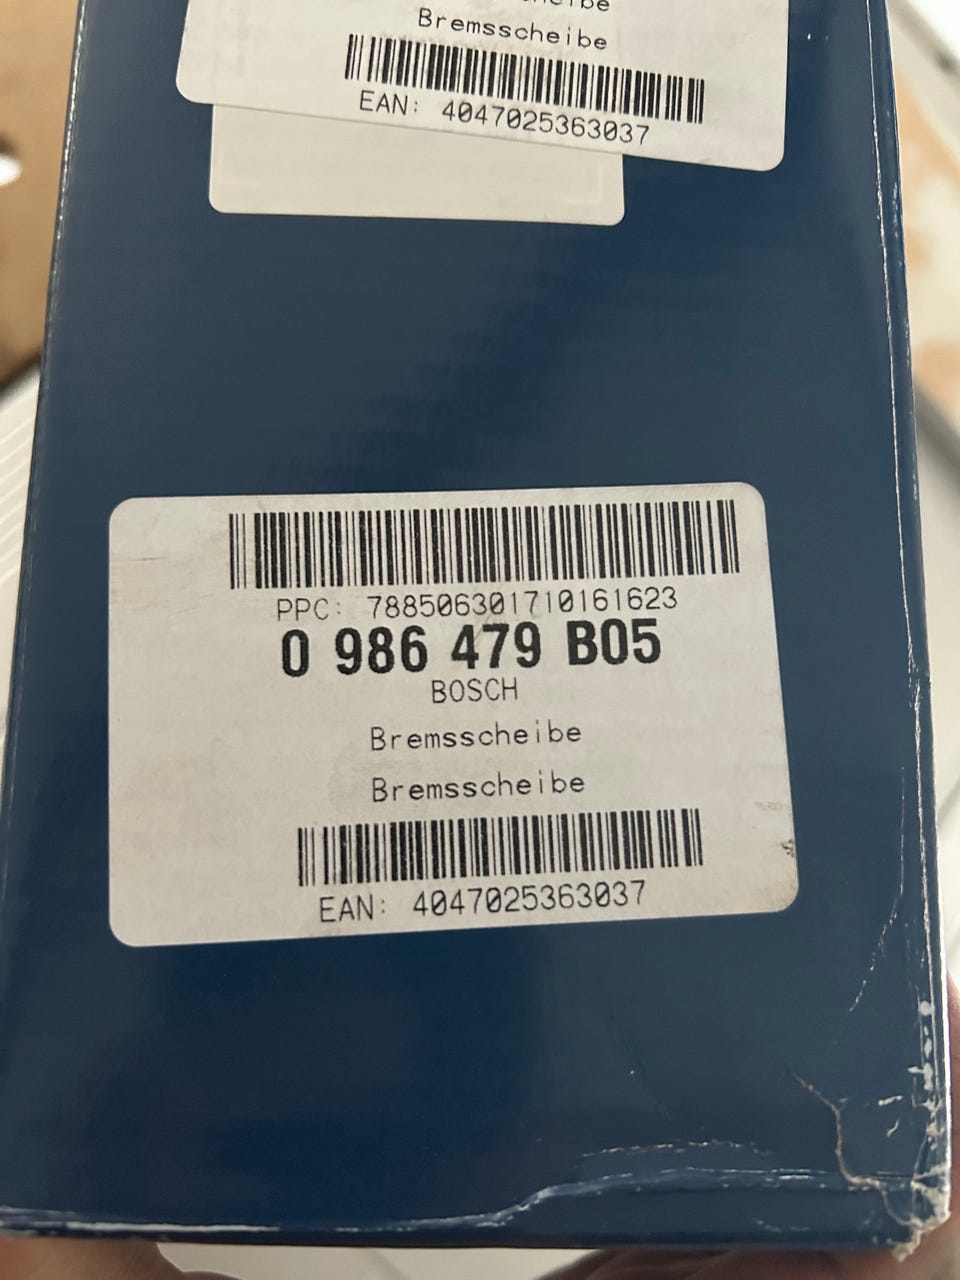 Bremsscheibe
EAN: 4047025363037
PPC: 788506301710161623
0 986 479 B05
BOSCH
Bremsscheibe
Bremsscheibe
EAN: 4047025363037